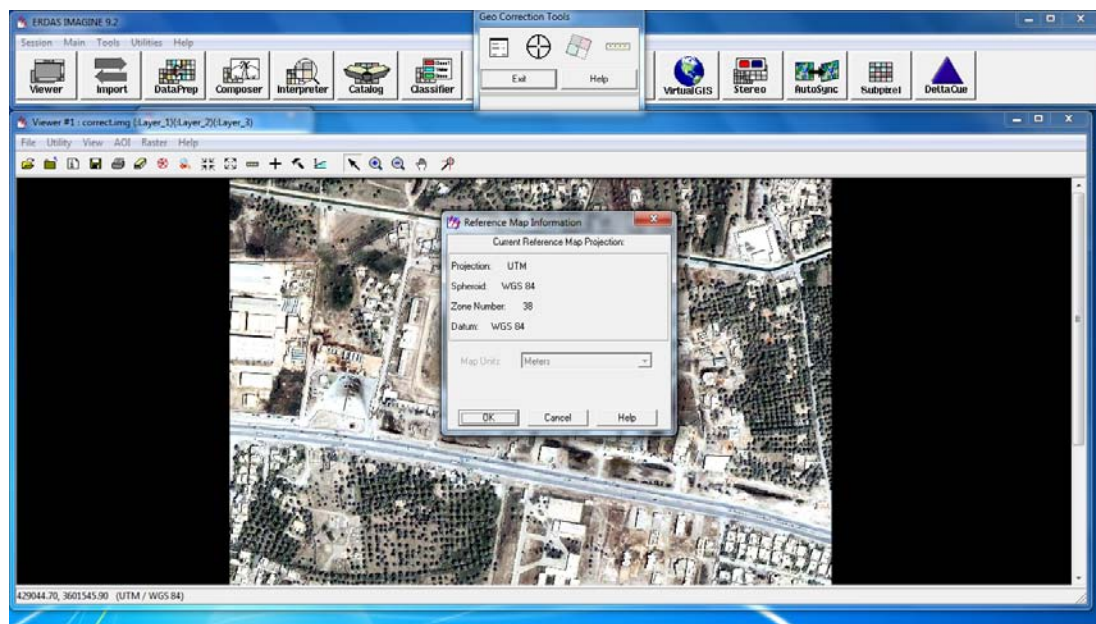 ERDAS IMAGINE 9.2
Geo Correction Tools
Session Main Tools Utilities Help
Viewer Import DataPrep Composer Interpreter Catalog Classifier
Exit Help
VirtualGIS Stereo AutoSync Subpixel DeltaCue
Viewer #1 : correct.img (:Layer_1)(:Layer_2)(:Layer_3)
File Utility View AOI Raster Help
Reference Map Information
Current Reference Map Projection:
Projection: UTM
Spheroid: WGS 84
Zone Number: 38
Datum: WGS 84
Map Units: Meters
OK Cancel Help
429044.70, 3601545.90 (UTM / WGS 84)